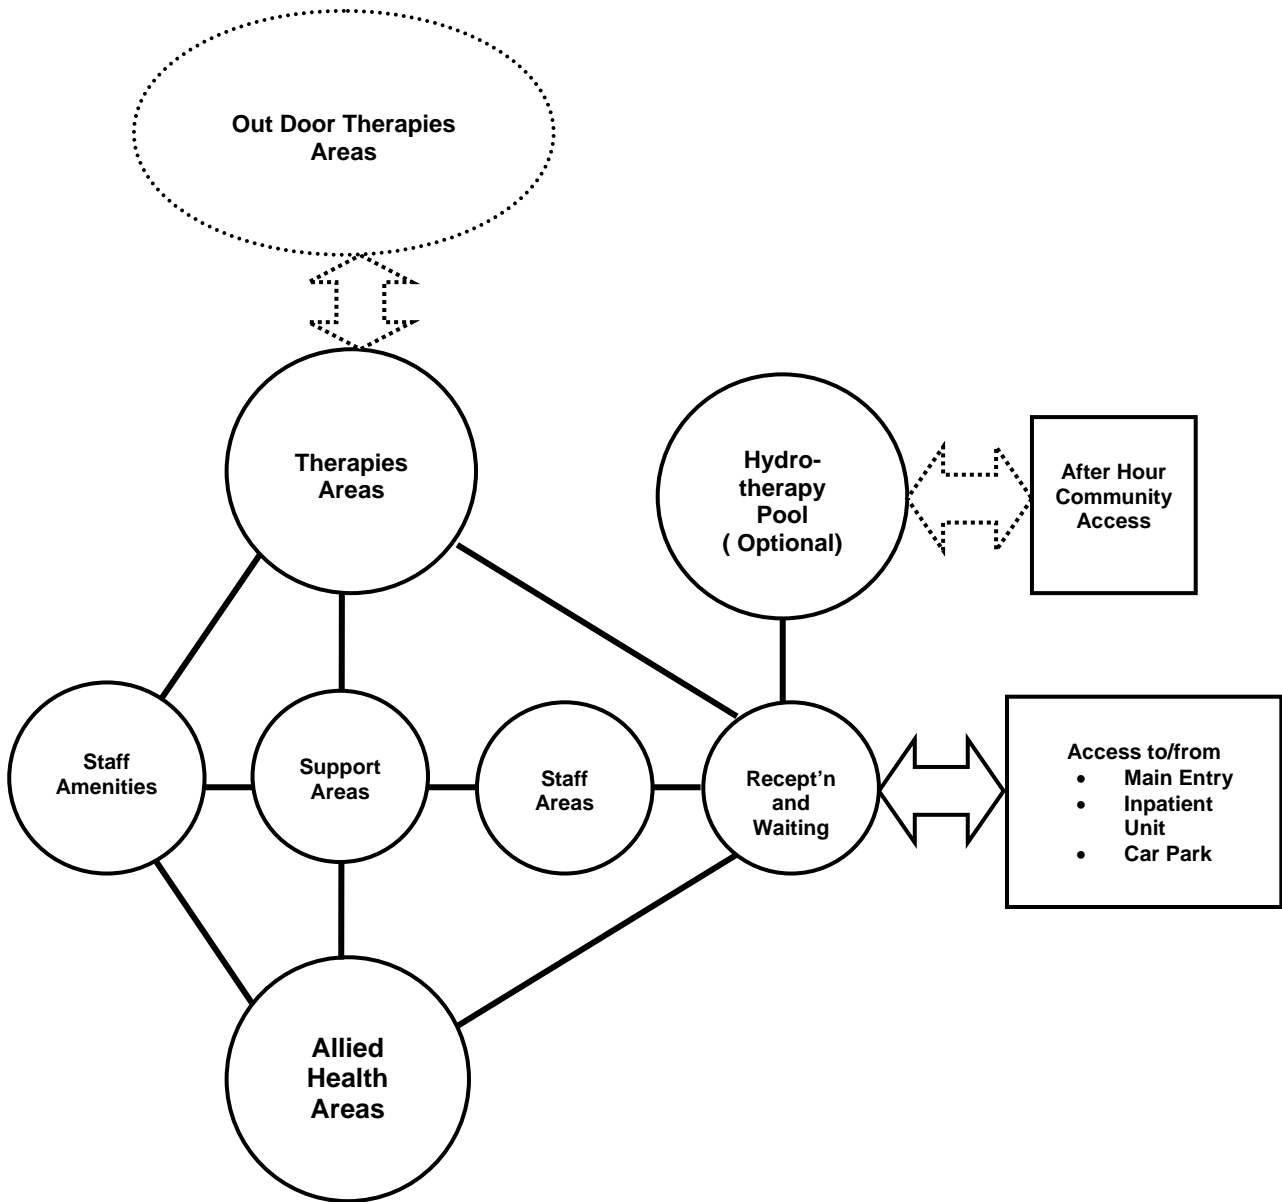 Out Door Therapies
Areas
Therapies
Areas
Hydro-
therapy
Pool
( Optional)
After Hour
Community
Access
Staff
Amenities
Support
Areas
Staff
Areas
Recept’n
and
Waiting
Access to/from
• Main Entry
• Inpatient
Unit
• Car Park
Allied
Health
Areas